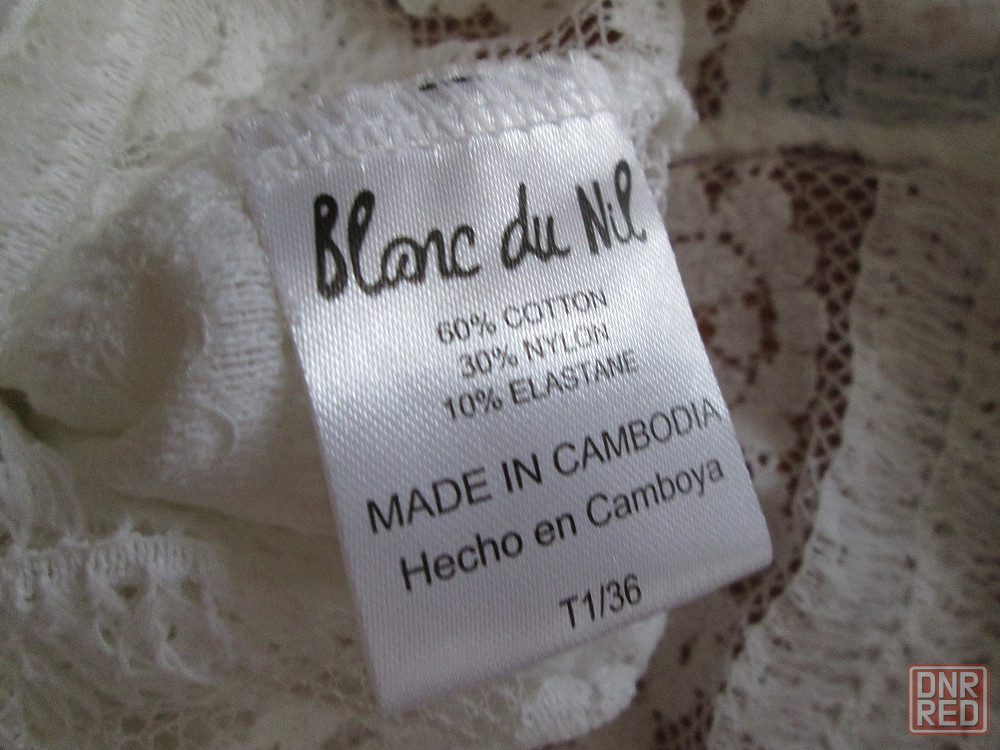 Blanc du Nil
60% COTTON
30% NYLON
10% ELASTANE
MADE IN CAMBODIA
Hecho en Camboya
T1/36
DNR
RED